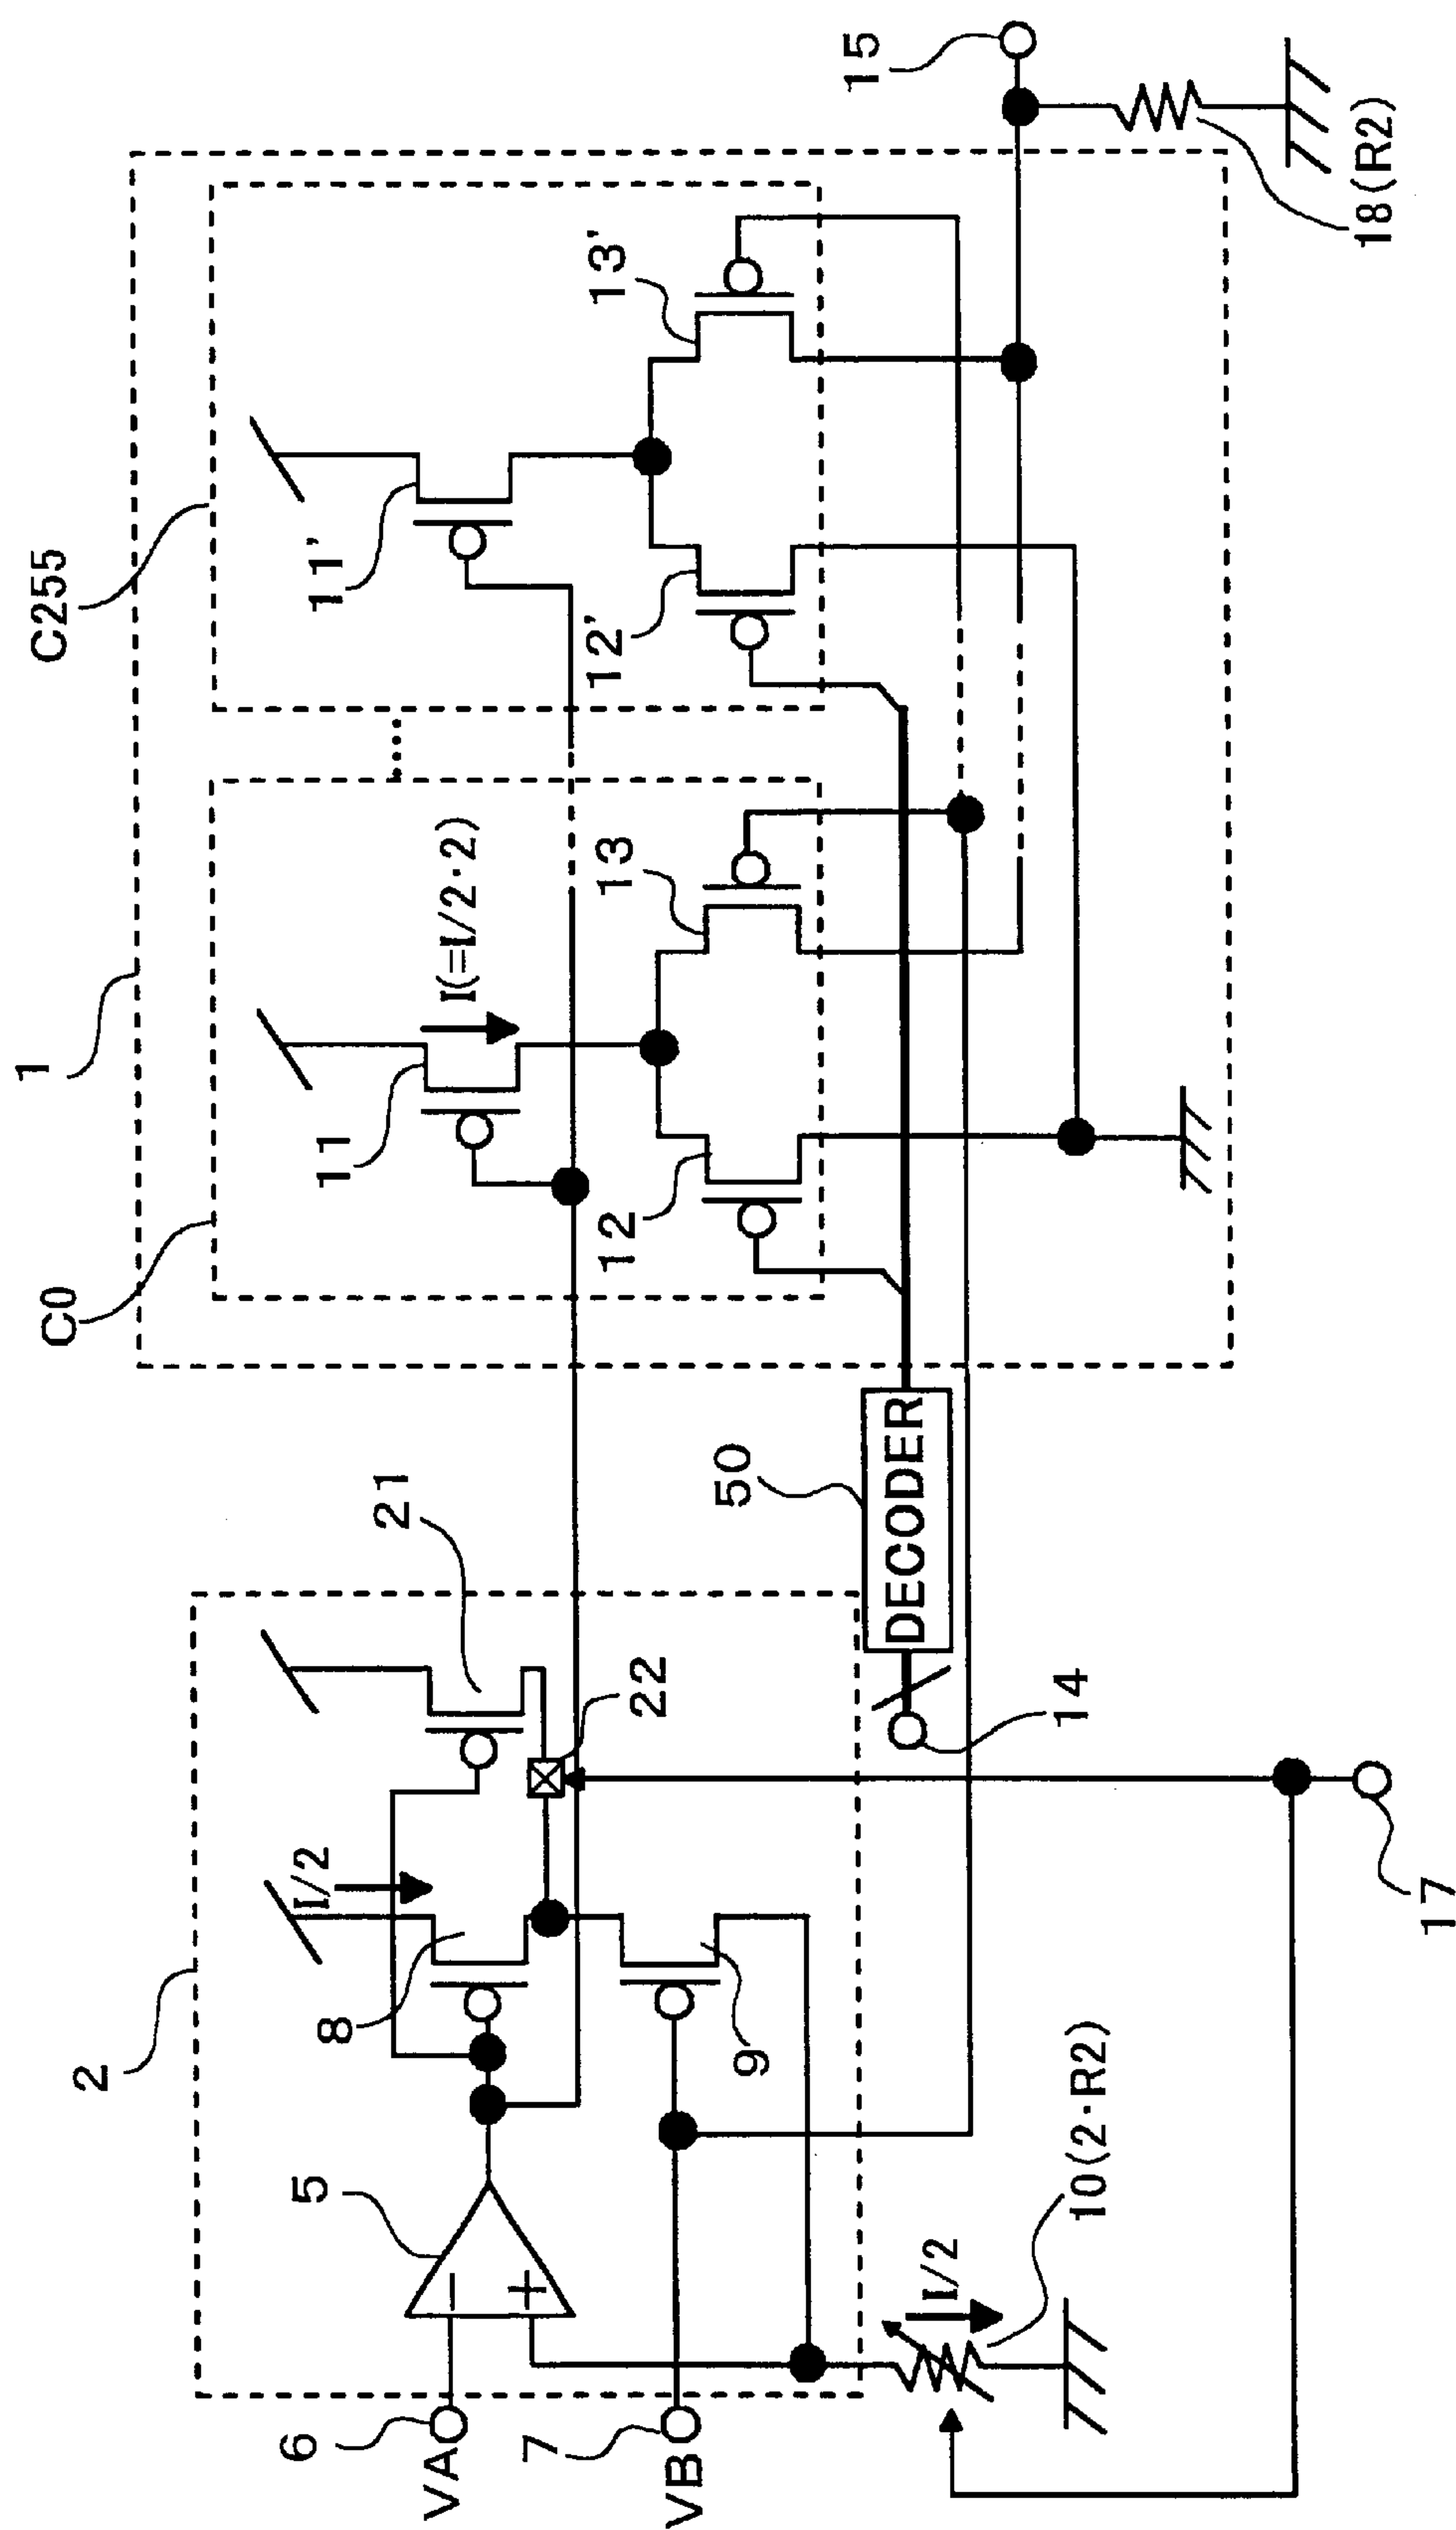 1
C0
C255
11
I(=I/2·2)
11'
12
13
12'
13'
15
18(R2)
2
5
8
I/2
21
22
9
6
VA
7
VB
I/2
10(2·R2)
50
DECODER
14
17